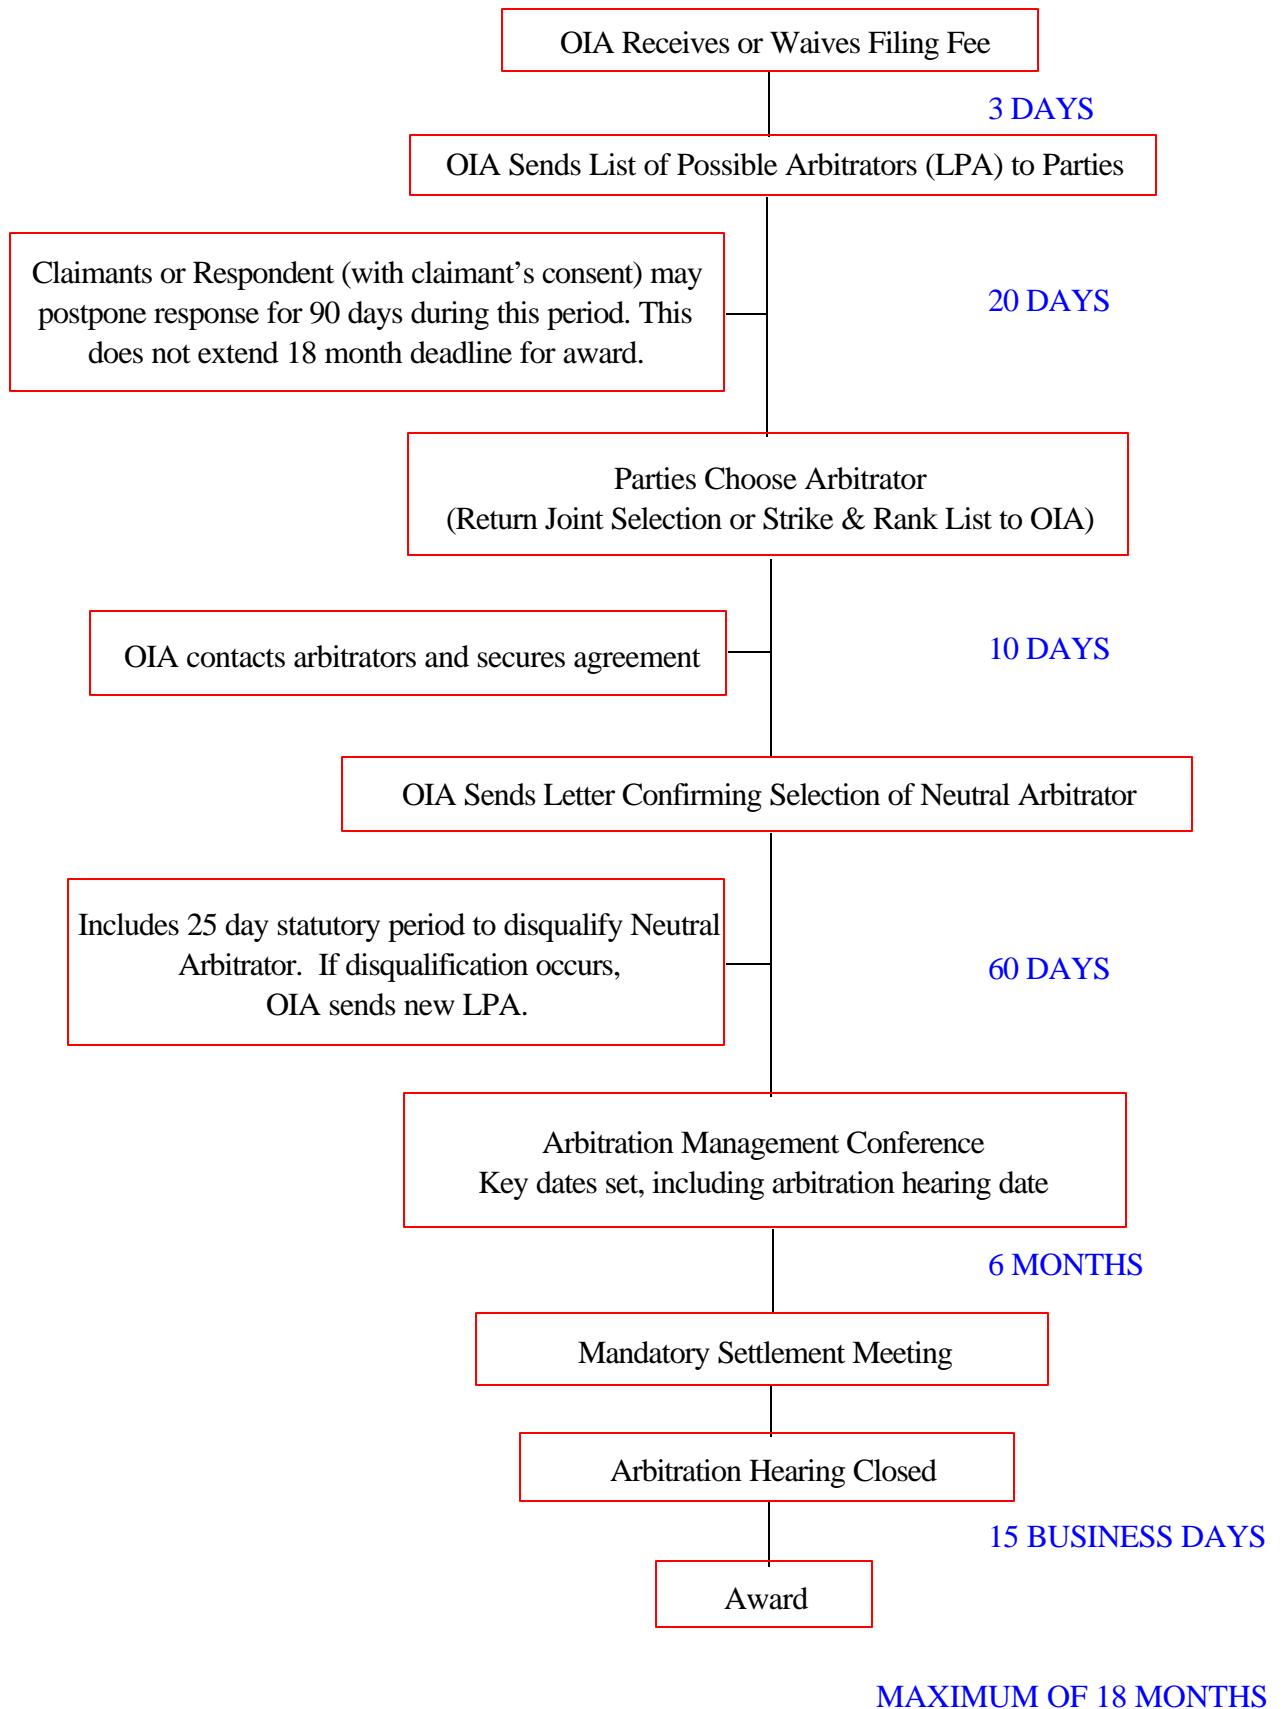 OIA Receives or Waives Filing Fee
3 DAYS
OIA Sends List of Possible Arbitrators (LPA) to Parties
Claimants or Respondent (with claimant’s consent) may
postpone response for 90 days during this period. This
does not extend 18 month deadline for award.
20 DAYS
Parties Choose Arbitrator
(Return Joint Selection or Strike & Rank List to OIA)
OIA contacts arbitrators and secures agreement
10 DAYS
OIA Sends Letter Confirming Selection of Neutral Arbitrator
Includes 25 day statutory period to disqualify Neutral
Arbitrator.  If disqualification occurs,
OIA sends new LPA.
60 DAYS
Arbitration Management Conference
Key dates set, including arbitration hearing date
6 MONTHS
Mandatory Settlement Meeting
Arbitration Hearing Closed
15 BUSINESS DAYS
Award
MAXIMUM OF 18 MONTHS